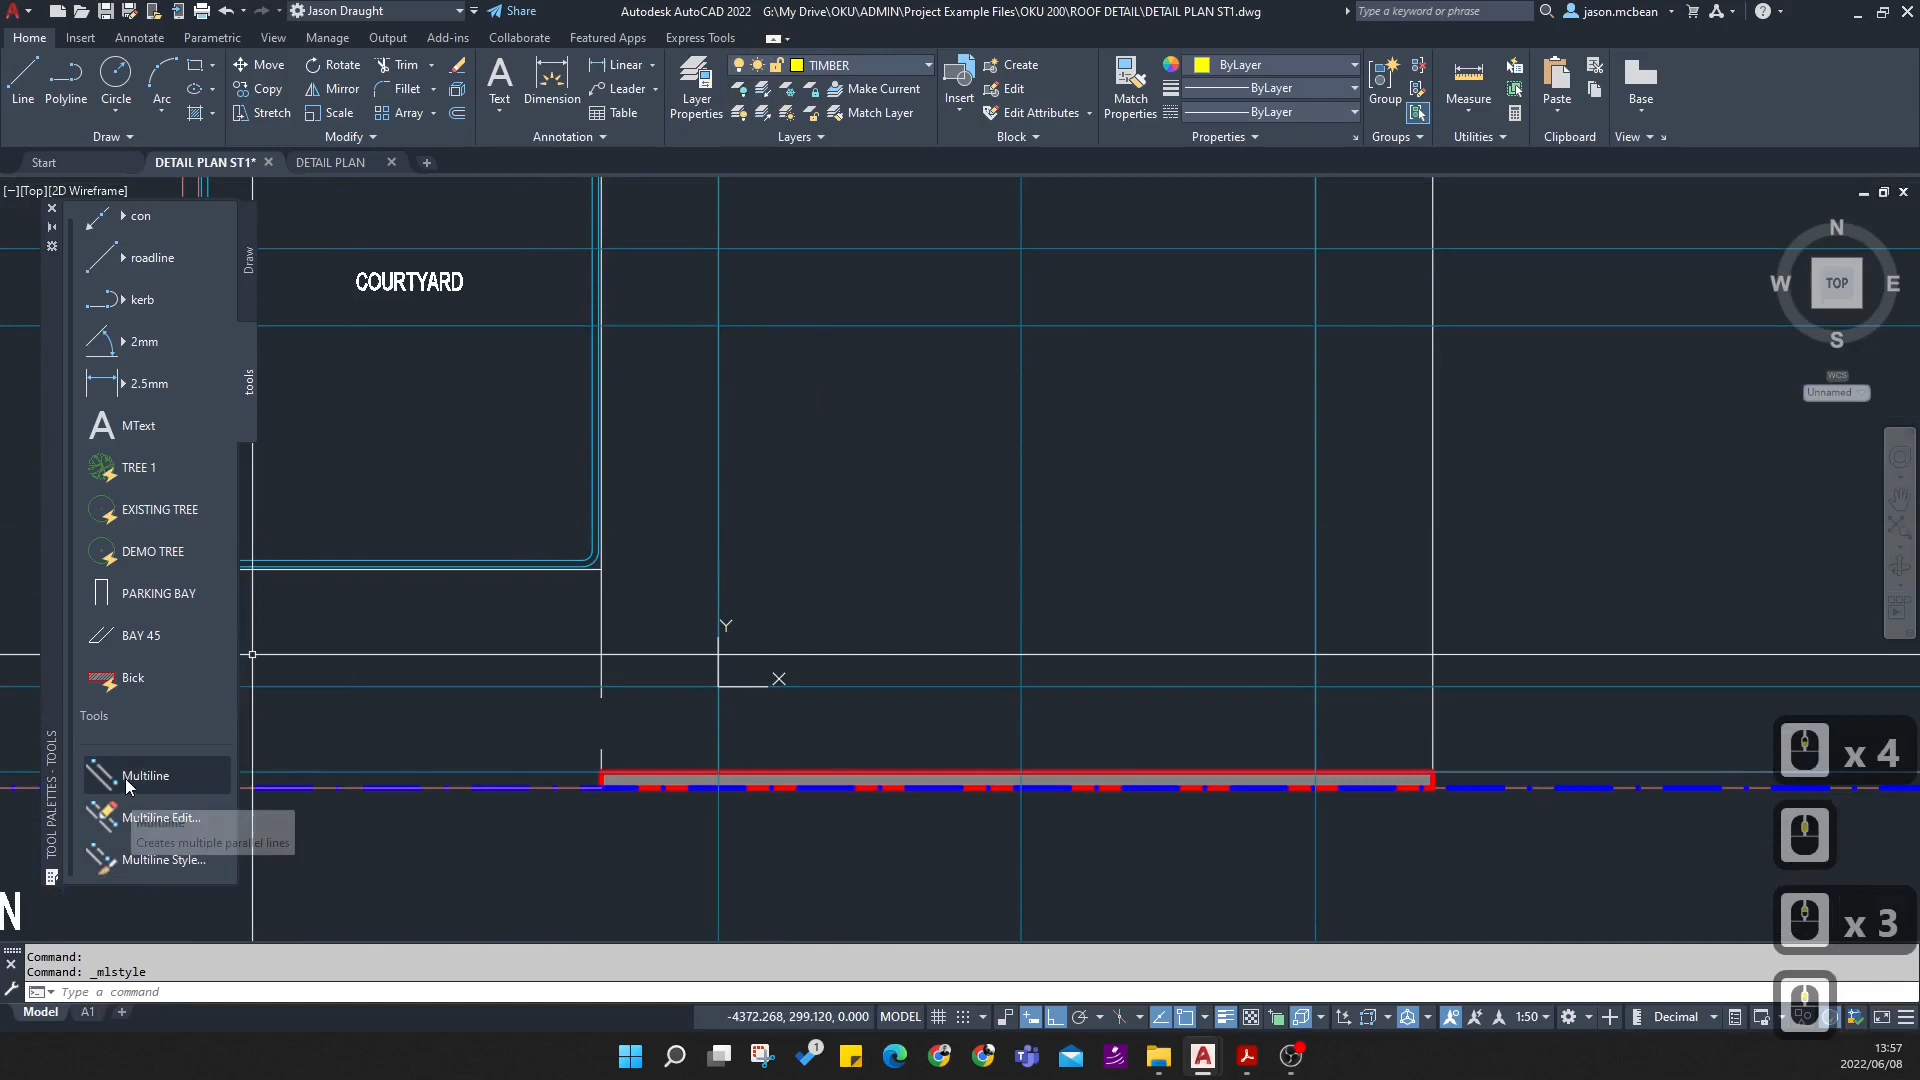 Jason Draught
Share
Autodesk AutoCAD 2022 G:\My Drive\OKU\ADMIN\Project Example Files\OKU 200\ROOF DETAIL\DETAIL PLAN ST1.dwg
Type a keyword or phrase
jason.mcbean
Home Insert Annotate Parametric View Manage Output Add-ins Collaborate Featured Apps Express Tools
Line Polyline Circle Arc
Move Rotate Trim
Copy Mirror Fillet
Stretch Scale Array
Text Dimension
Linear
Leader
Table
Layer
Properties
TIMBER
Make Current
Match Layer
Insert
Create
Edit
Edit Attributes
Match
Properties
ByLayer
ByLayer
ByLayer
Group
Measure
Paste
Base
Draw Modify Annotation Layers Block Properties Groups Utilities Clipboard View
Start DETAIL PLAN ST1* DETAIL PLAN
[−][Top][2D Wireframe]
con
roadline
kerb
2mm
2.5mm
MText
TREE 1
EXISTING TREE
DEMO TREE
PARKING BAY
BAY 45
Bick
Tools
Multiline
Multiline Edit...
Multiline
Creates multiple parallel lines
Multiline Style...
Draw
tools
TOOL PALETTES - TOOLS
COURTYARD
Y
X
N
N
W TOP E
S
WCS
Unnamed
x 4
x 3
Command:
Command: _mlstyle
Type a command
Model A1
-4372.268, 299.120, 0.000 MODEL
1:50
Decimal
1
13:57
2022/06/08